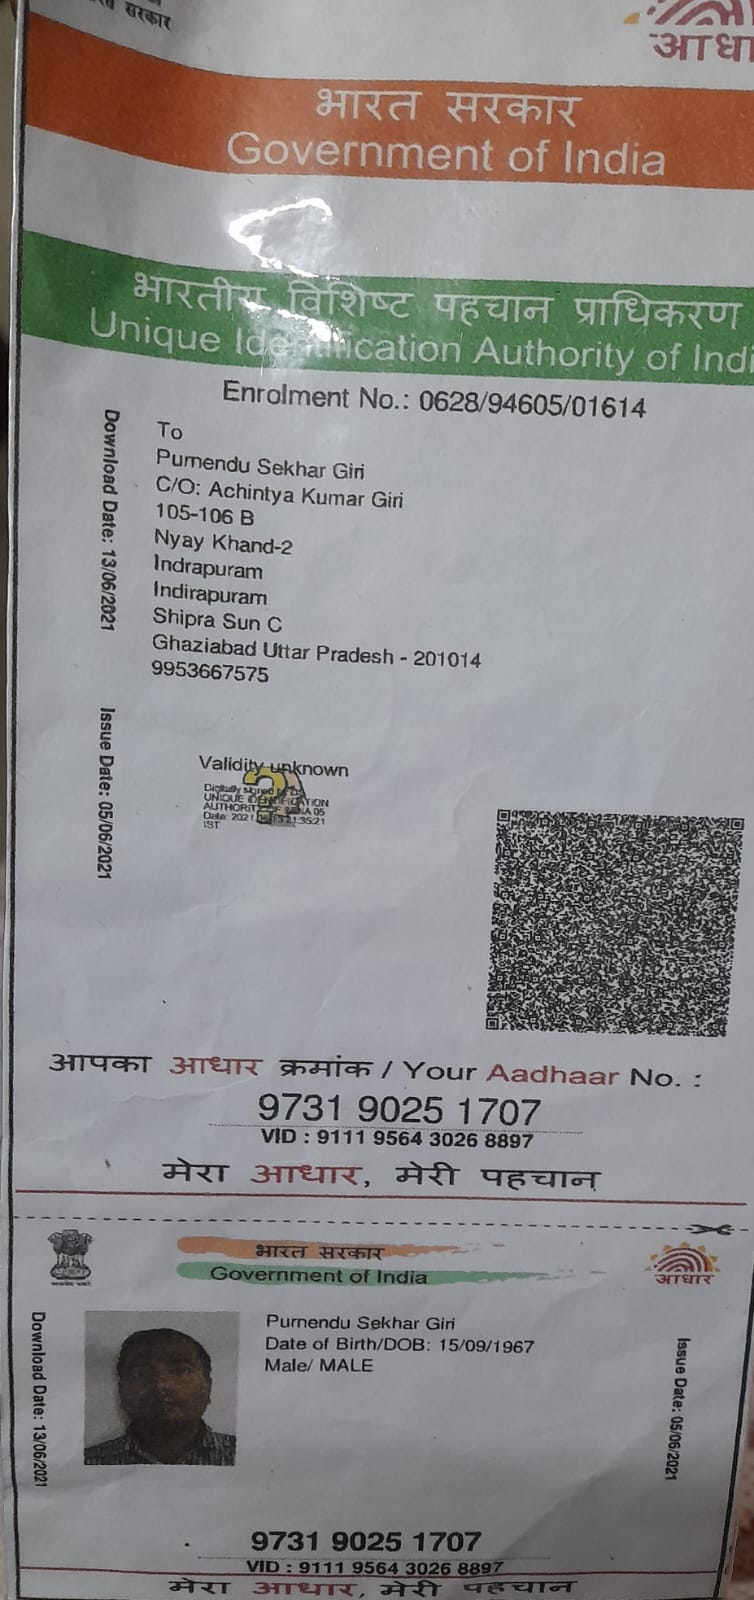 सरकार
आधा
भारत सरकार
Government of India
भारतीय विशिष्ट पहचान प्राधिकरण
Unique Identification Authority of Indi
Enrolment No.: 0628/94605/01614
Download Date: 13/06/2021
To
Purnendu Sekhar Giri
C/O: Achintya Kumar Giri
105-106 B
Nyay Khand-2
Indrapuram
Indirapuram
Shipra Sun C
Ghaziabad Uttar Pradesh - 201014
9953667575
Issue Date: 05/06/2021
Validity unknown
Digitally signed by
UNIQUE IDENTIFICATION
AUTHORITY OF INDIA 05
Date: 2021 21:35:21
IST
आपका आधार क्रमांक / Your Aadhaar No. :
9731 9025 1707
VID : 9111 9564 3026 8897
मेरा आधार, मेरी पहचान
भारत सरकार
Government of India
आधार
Download Date: 13/06/2021
Purnendu Sekhar Giri
Date of Birth/DOB: 15/09/1967
Male/ MALE
Issue Date: 05/06/2021
9731 9025 1707
VID : 9111 9564 3026 8897
मेरा आधार, मेरी पहचान